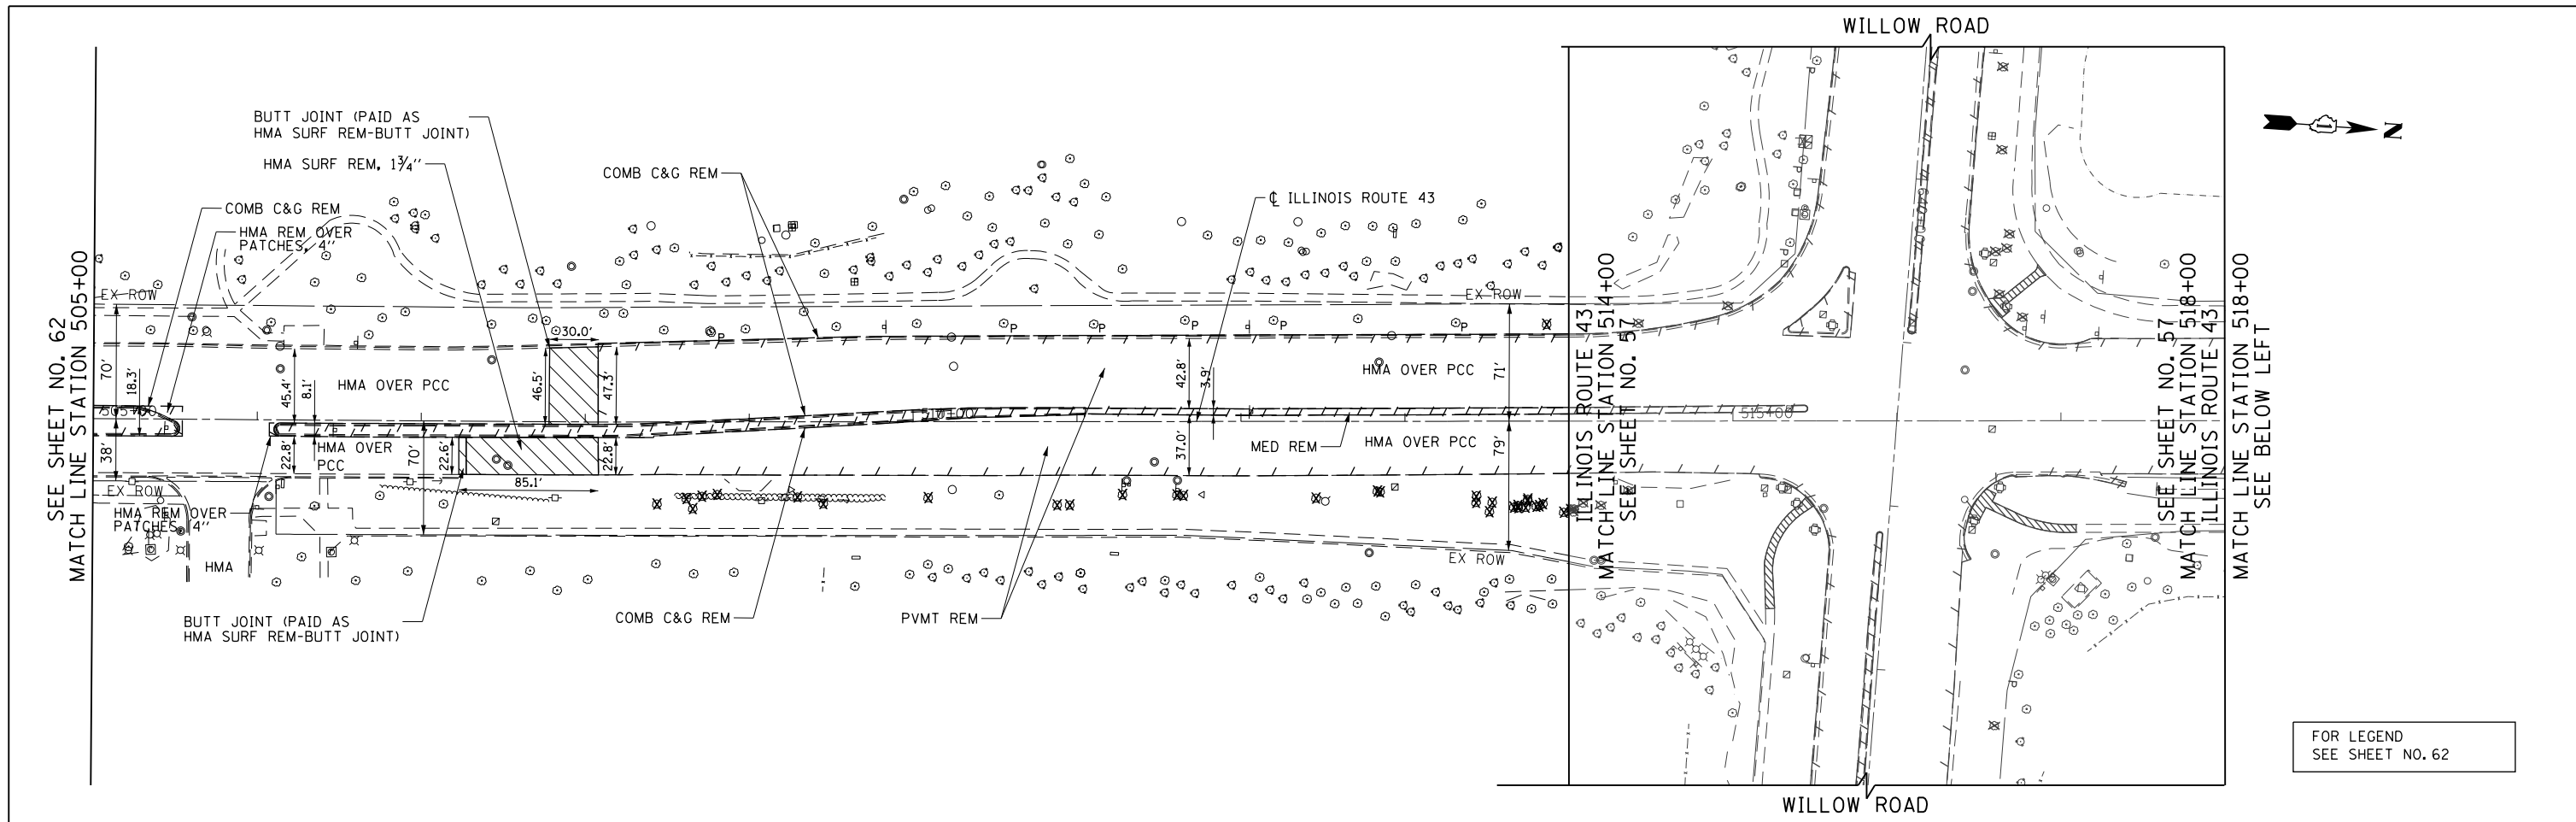 WILLOW ROAD
BUTT JOINT (PAID AS
HMA SURF REM-BUTT JOINT)
HMA SURF REM, 1¾"
COMB C&G REM
℄ ILLINOIS ROUTE 43
COMB C&G REM
HMA REM OVER
PATCHES, 4"
N
1
SEE SHEET NO. 62
MATCH LINE STATION 505+00
EX ROW
EX ROW
P
P
P
P
P
P
P
30.0'
70'
18.3'
45.4'
8.1'
HMA OVER PCC
46.5'
47.3'
42.8'
3.9'
HMA OVER PCC
71'
505+00
510+00
515+00
640+00
38'
22.8'
HMA OVER
PCC
70'
22.6'
22.8'
37.0'
MED REM
HMA OVER PCC
79'
85.1'
EX ROW
HMA REM OVER
PATCHES, 4"
HMA
EX ROW
BUTT JOINT (PAID AS
HMA SURF REM-BUTT JOINT)
COMB C&G REM
PVMT REM
ILLINOIS ROUTE 43
MATCH LINE STATION 514+00
SEE SHEET NO. 57
SEE SHEET NO. 57
MATCH LINE STATION 518+00
ILLINOIS ROUTE 43
MATCH LINE STATION 518+00
SEE BELOW LEFT
FOR LEGEND
SEE SHEET NO. 62
WILLOW ROAD